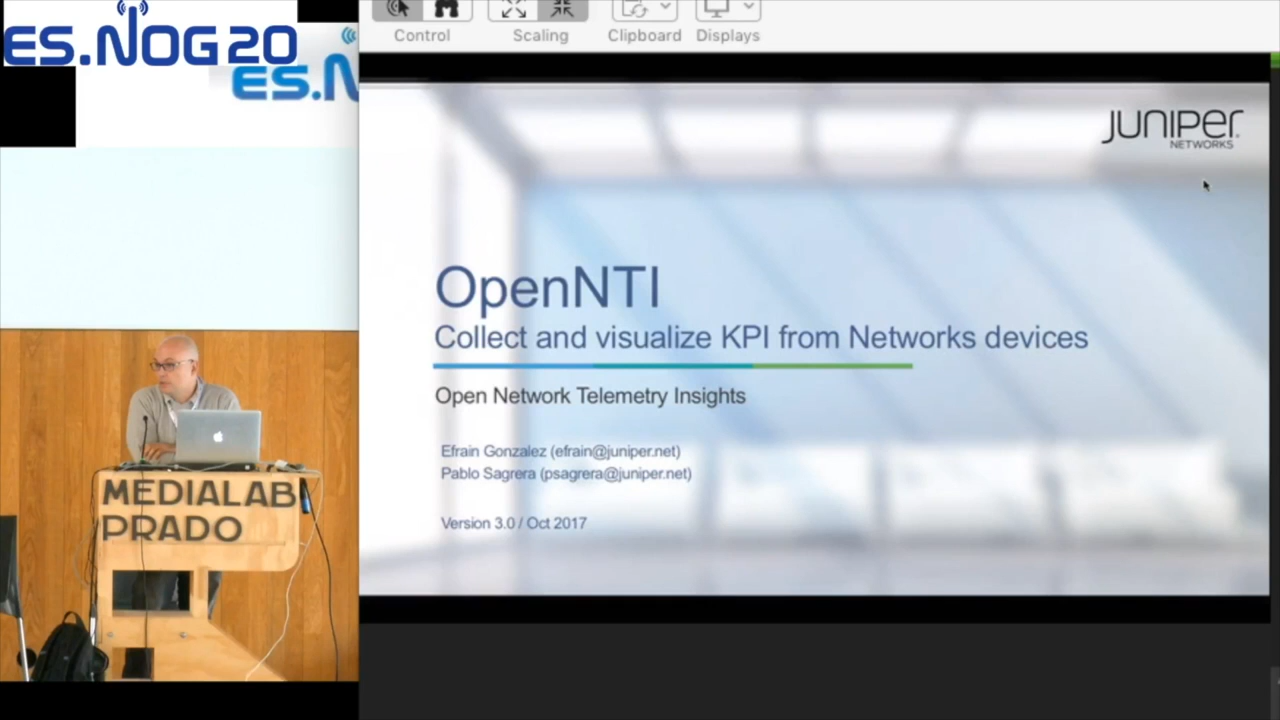 ES.NOG 20
ES.N
Control
Scaling
Clipboard
Displays
JUNIPER
NETWORKS
OpenNTI
Collect and visualize KPI from Networks devices
Open Network Telemetry Insights
Efrain Gonzalez (efrain@juniper.net)
Pablo Sagrera (psagrera@juniper.net)
Version 3.0 / Oct 2017
MEDIALAB
PRADO